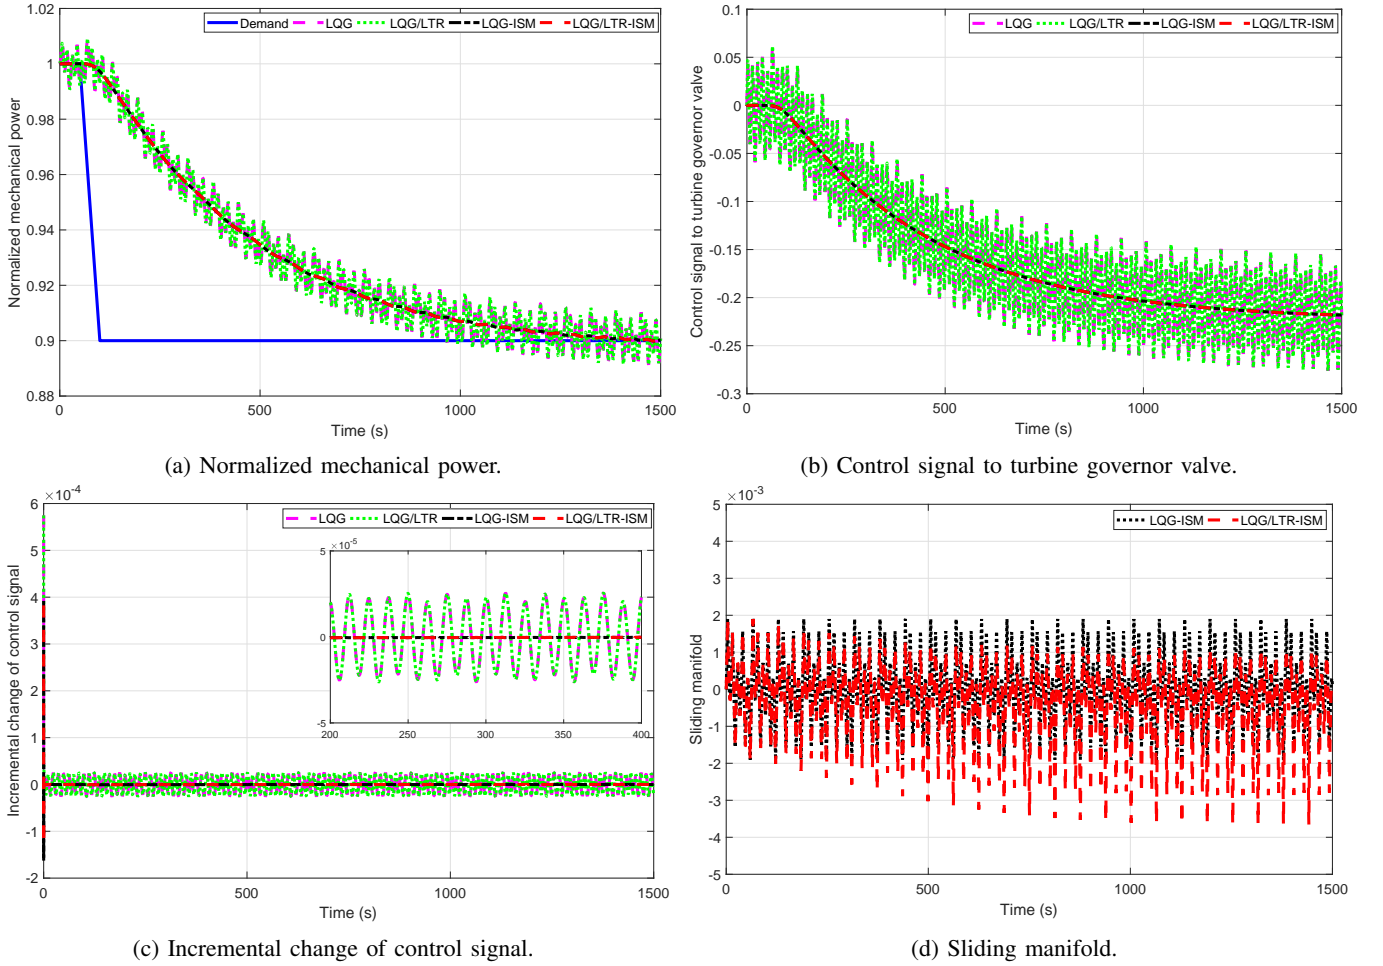 1.02
1
0.98
0.96
0.94
0.92
0.9
0.88
Normalized mechanical power
Demand LQG LQG/LTR LQG-ISM LQG/LTR-ISM
0 500 1000 1500
Time (s)
(a) Normalized mechanical power.
0.1
0.05
0
-0.05
-0.1
-0.15
-0.2
-0.25
-0.3
Control signal to turbine governor valve
LQG LQG/LTR LQG-ISM LQG/LTR-ISM
0 500 1000 1500
Time (s)
(b) Control signal to turbine governor valve.
×10-4
6
5
4
3
2
1
0
-1
-2
Incremental change of control signal
LQG LQG/LTR LQG-ISM LQG/LTR-ISM
×10-5
5
0
-5
200 250 300 350 400
0 500 1000 1500
Time (s)
(c) Incremental change of control signal.
×10-3
5
4
3
2
1
0
-1
-2
-3
-4
-5
Sliding manifold
LQG-ISM LQG/LTR-ISM
0 500 1000 1500
Time (s)
(d) Sliding manifold.